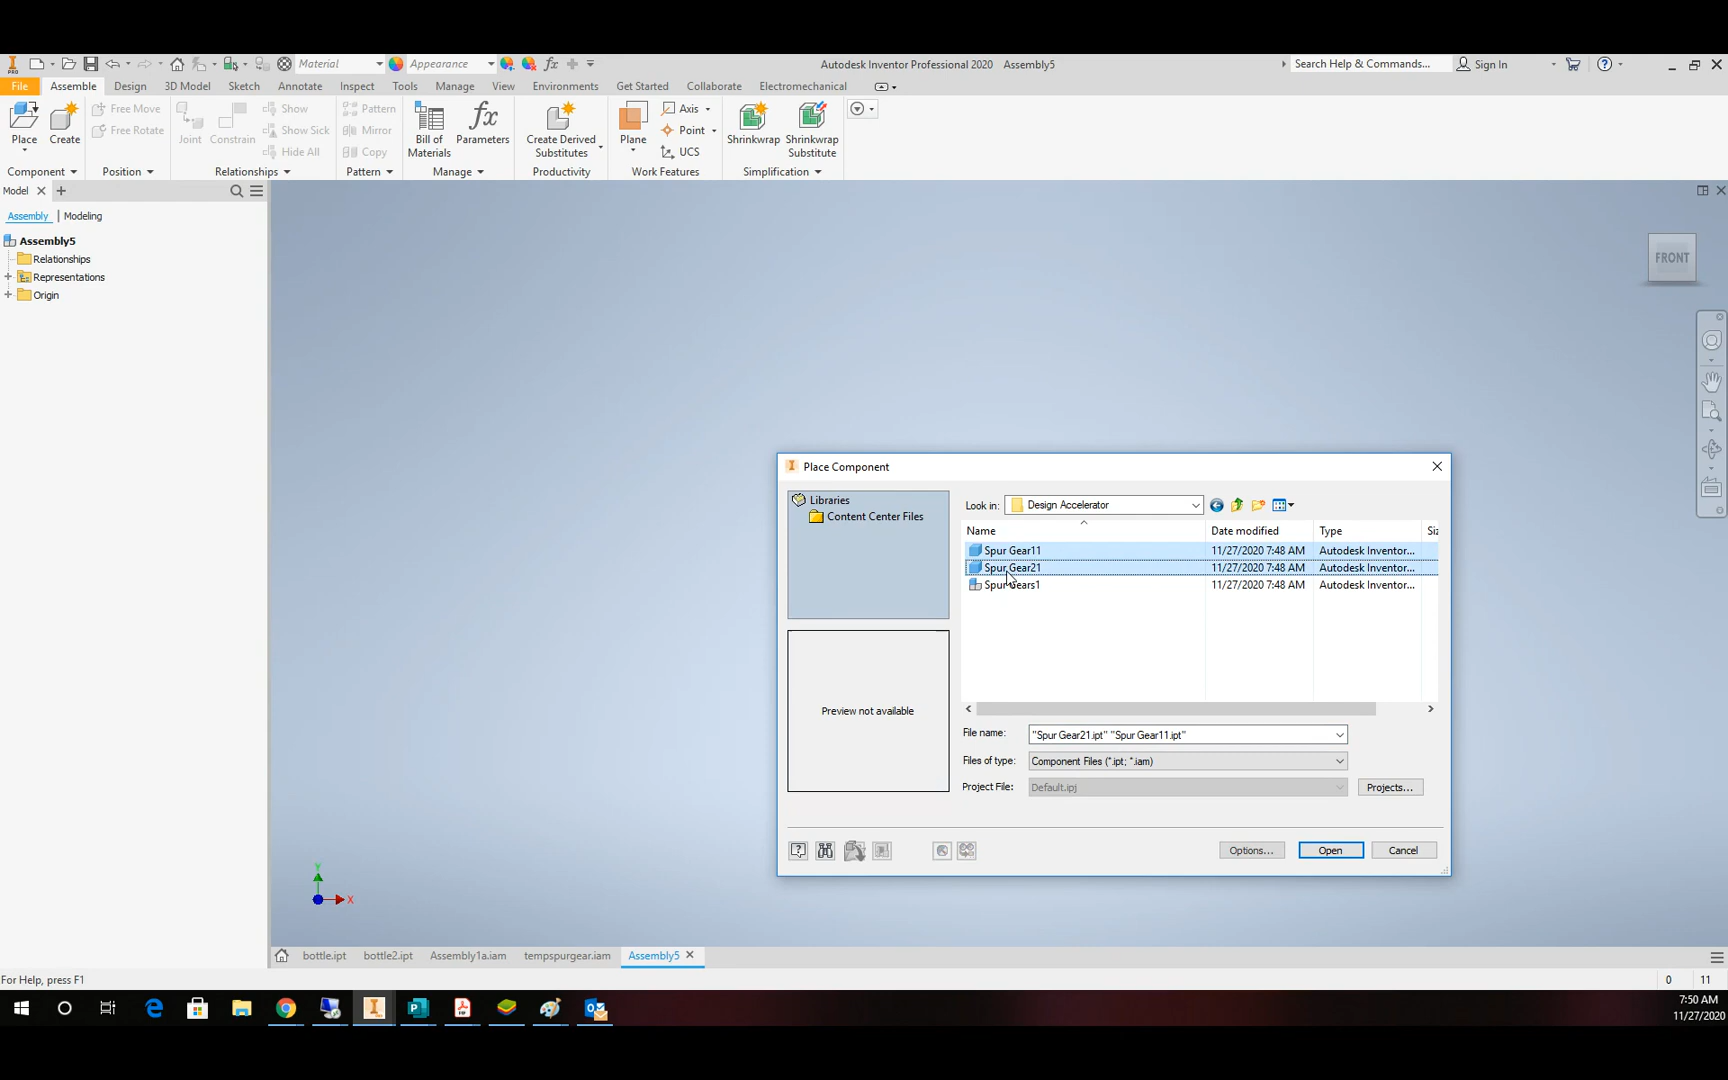 Material
Appearance
Autodesk Inventor Professional 2020 Assembly5
Search Help & Commands...
Sign In
File Assemble Design 3D Model Sketch Annotate Inspect Tools Manage View Environments Get Started Collaborate Electromechanical
Place
Create
Free Move
Free Rotate
Joint
Constrain
Show
Show Sick
Hide All
Pattern
Mirror
Copy
Bill of
Materials
Parameters
Create Derived
Substitutes
Plane
Axis
Point
UCS
Shrinkwrap
Shrinkwrap
Substitute
Component
Position
Relationships
Pattern
Manage
Productivity
Work Features
Simplification
Model
Assembly | Modeling
Assembly5
Relationships
Representations
Origin
FRONT
PRO
Place Component
Libraries
Content Center Files
Look in: Design Accelerator
Name Date modified Type Siz
Spur Gear11 11/27/2020 7:48 AM Autodesk Inventor...
Spur Gear21 11/27/2020 7:48 AM Autodesk Inventor...
Spur Gears1 11/27/2020 7:48 AM Autodesk Inventor...
Preview not available
File name: "Spur Gear21.ipt" "Spur Gear11.ipt"
Files of type: Component Files (*.ipt; *.iam)
Project File: Default.ipj
Projects...
Options...
Open
Cancel
Y
X
bottle.ipt bottle2.ipt Assembly1a.iam tempspurgear.iam Assembly5
For Help, press F1
0 11
7:50 AM
11/27/2020